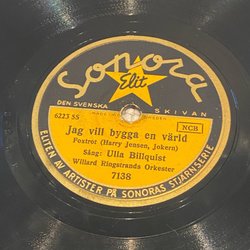 Sonora
Elit
DEN SVENSKA SKIVAN
6223 SS
NCB
Jag vill bygga en värld
Foxtrot (Harry Jensen, Jokern)
Sång: Ulla Billquist
Willard Ringstrands Orkester
7138
ELITEN AV ARTISTER PÅ SONORAS STJÄRNSERIE